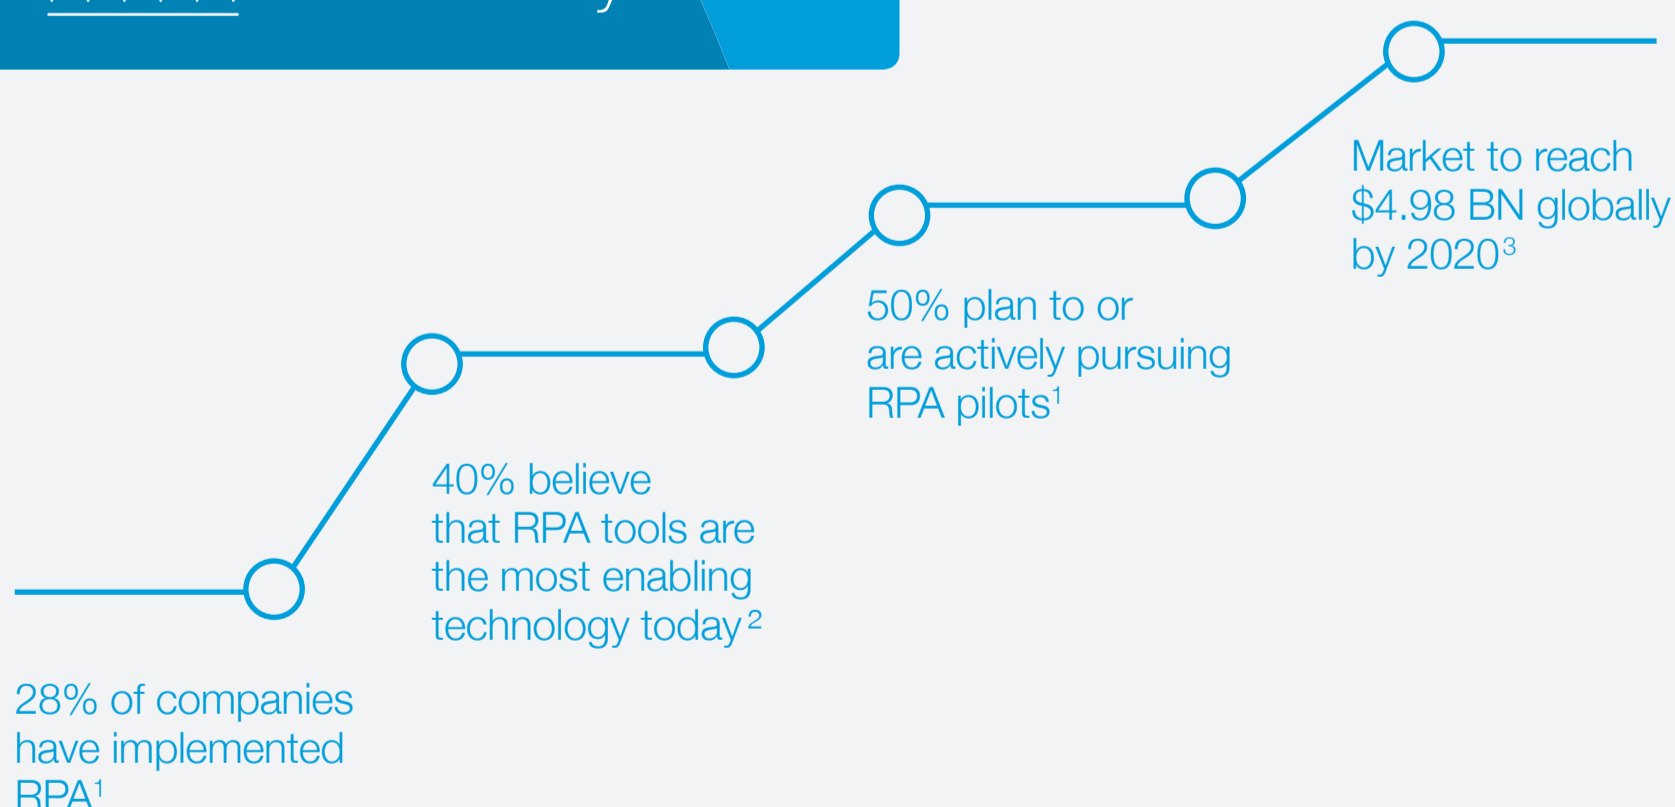 28% of companies
have implemented
RPA¹
40% believe
that RPA tools are
the most enabling
technology today²
50% plan to or
are actively pursuing
RPA pilots¹
Market to reach
$4.98 BN globally
by 2020³